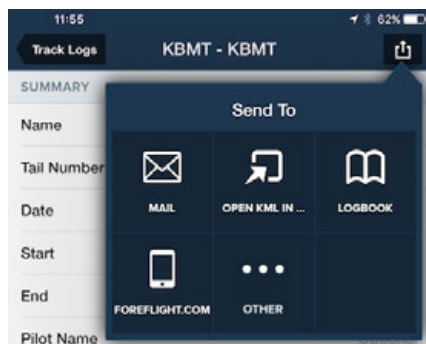 11:55 62%
Track Logs KBMT - KBMT
SUMMARY
Send To
Name
Tail Number
MAIL OPEN KML IN ... LOGBOOK
Date
Start
FOREFLIGHT.COM OTHER
End
Pilot Name